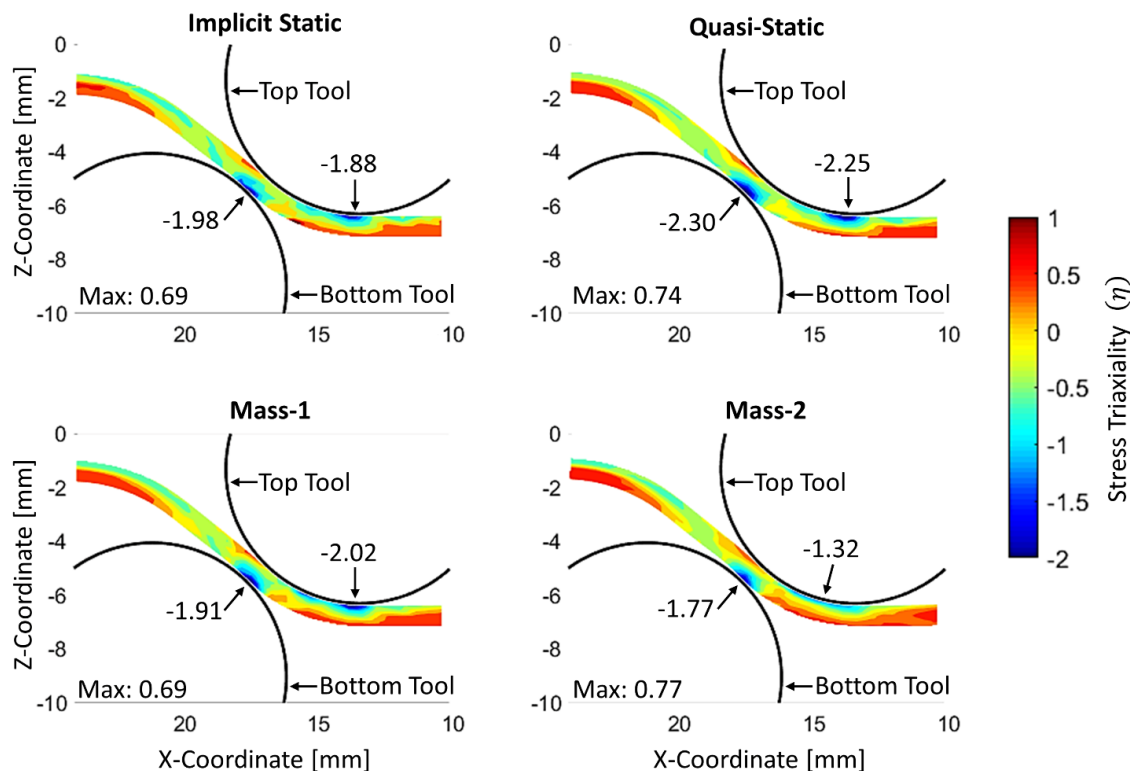 Implicit Static
Quasi-Static
0
-2
-4
-6
-8
-10
Z-Coordinate [mm]
Top Tool
-1.88
-1.98
Max: 0.69
Bottom Tool
20
15
10
0
-2
-4
-6
-8
-10
Top Tool
-2.25
-2.30
Max: 0.74
Bottom Tool
20
15
10
Mass-1
Mass-2
0
-2
-4
-6
-8
-10
Z-Coordinate [mm]
Top Tool
-2.02
-1.91
Max: 0.69
Bottom Tool
20
15
10
X-Coordinate [mm]
0
-2
-4
-6
-8
-10
Top Tool
-1.32
-1.77
Max: 0.77
Bottom Tool
20
15
10
X-Coordinate [mm]
1
0.5
0
-0.5
-1
-1.5
-2
Stress Triaxiality (η)